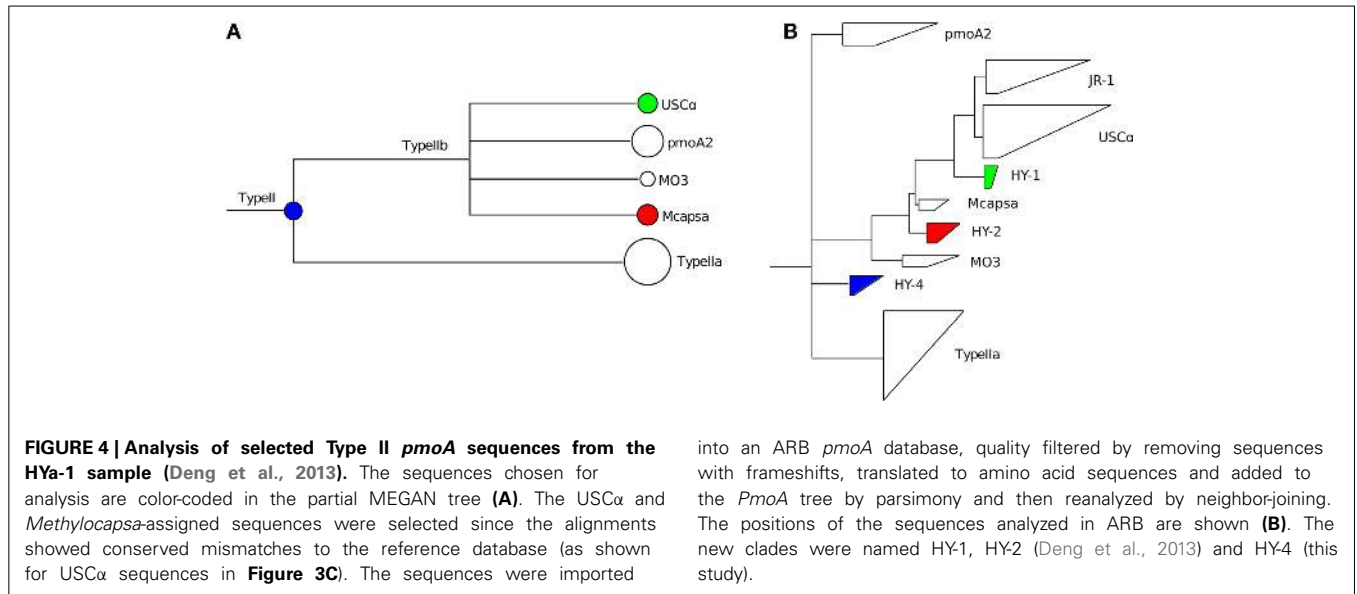 A
B
pmoA2
JR-1
USCα
TypeIIb
pmoA2
USCα
HY-1
MO3
Mcapsa
TypeII
Mcapsa
HY-2
MO3
TypeIIa
HY-4
TypeIIa
FIGURE 4 | Analysis of selected Type II pmoA sequences from the
HYa-1 sample (Deng et al., 2013). The sequences chosen for
analysis are color-coded in the partial MEGAN tree (A). The USCα and
Methylocapsa-assigned sequences were selected since the alignments
showed conserved mismatches to the reference database (as shown
for USCα sequences in Figure 3C). The sequences were imported
into an ARB pmoA database, quality filtered by removing sequences
with frameshifts, translated to amino acid sequences and added to
the PmoA tree by parsimony and then reanalyzed by neighbor-joining.
The positions of the sequences analyzed in ARB are shown (B). The
new clades were named HY-1, HY-2 (Deng et al., 2013) and HY-4 (this
study).